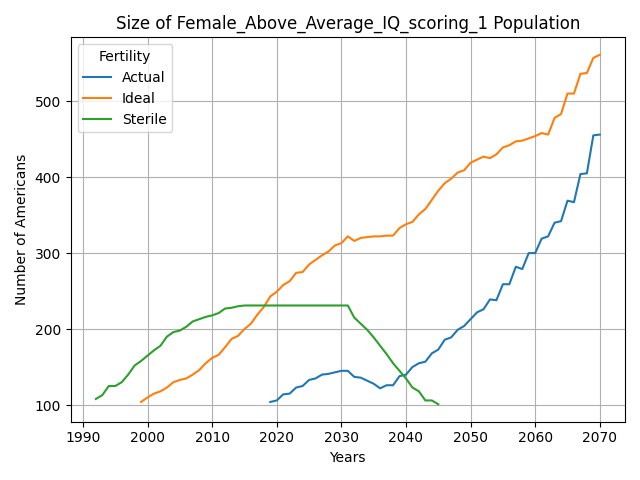 Size of Female_Above_Average_IQ_scoring_1 Population
Fertility
Actual
Ideal
Sterile
Number of Americans
500
400
300
200
100
1990 2000 2010 2020 2030 2040 2050 2060 2070
Years